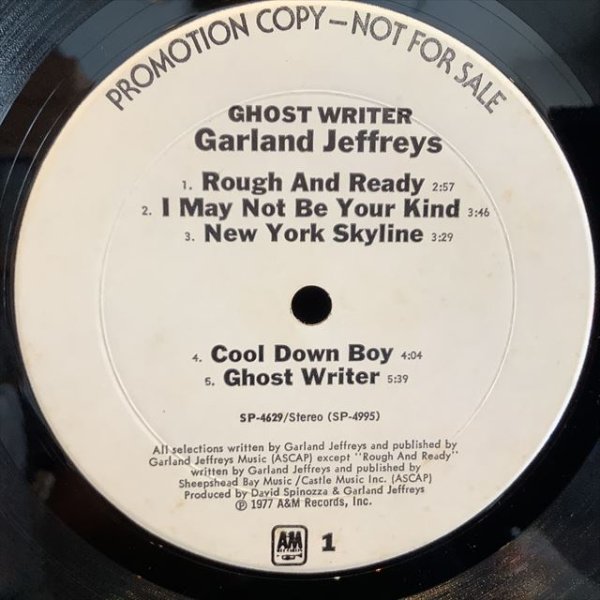 PROMOTION COPY—NOT FOR SALE
GHOST WRITER
Garland Jeffreys
1. Rough And Ready 2:57
2. I May Not Be Your Kind 3:46
3. New York Skyline 3:29
4. Cool Down Boy 4:04
5. Ghost Writer 5:39
SP-4629/Stereo (SP-4995)
All selections written by Garland Jeffreys and published by
Garland Jeffreys Music (ASCAP) except "Rough And Ready"
written by Garland Jeffreys and published by
Sheepshead Bay Music /Castle Music Inc. (ASCAP)
Produced by David Spinozza & Garland Jeffreys
℗ 1977 A&M Records, Inc.
AM 1